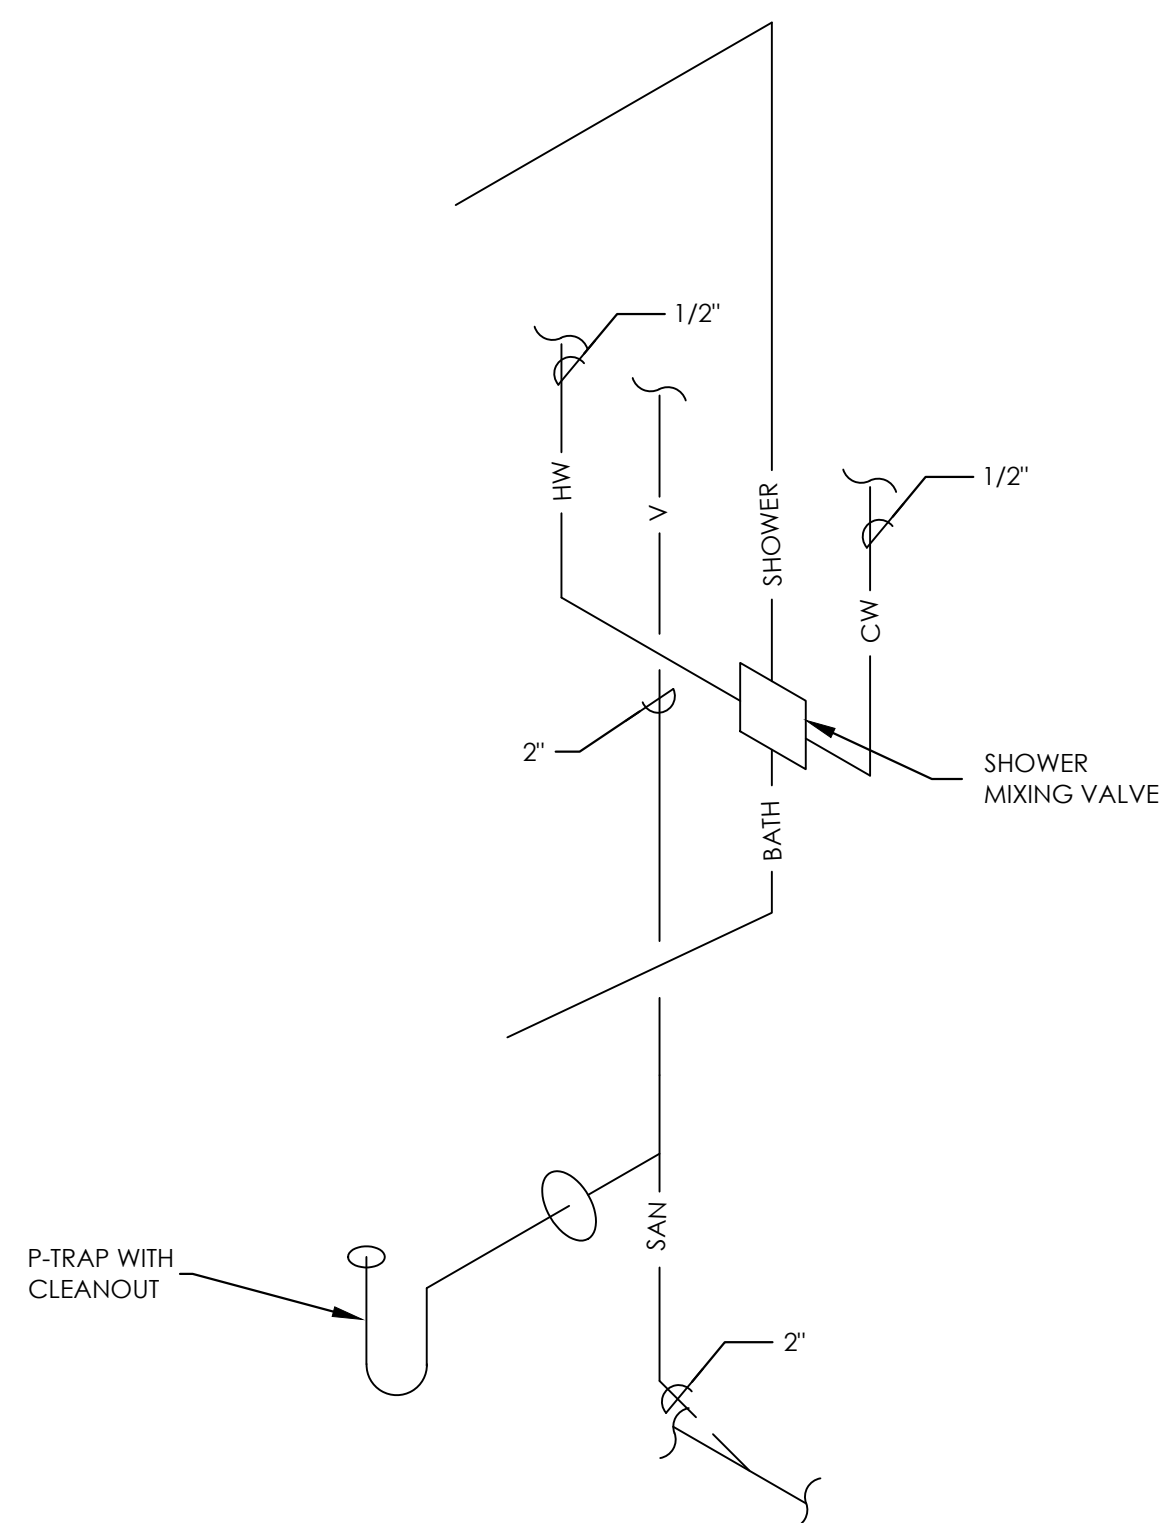 1/2"
HW
V
SHOWER
1/2"
CW
2"
SHOWER
MIXING VALVE
BATH
SAN
P-TRAP WITH
CLEANOUT
2"